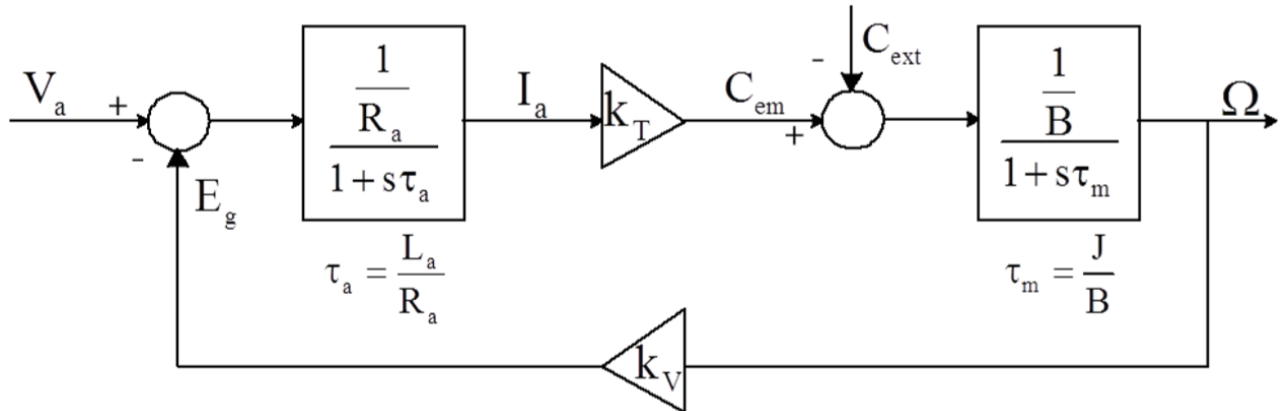 V_a
+
-
E_g
1
R_a
1 + sτ_a
τ_a = L_a / R_a
I_a
k_T
C_em
+
-
C_ext
1
B
1 + sτ_m
τ_m = J / B
Ω
k_V